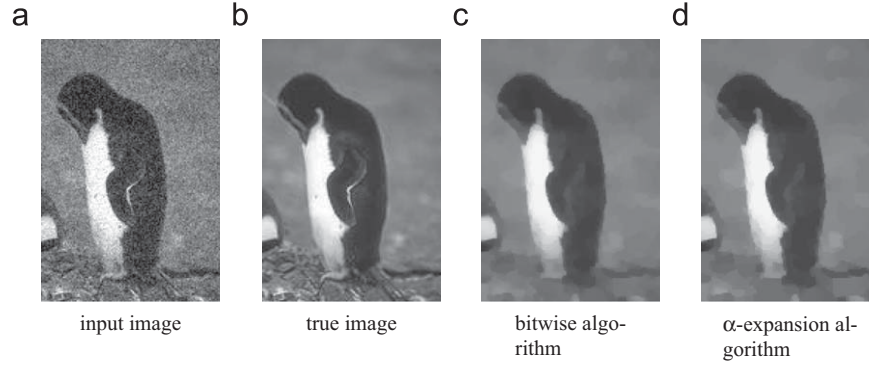 a b c d
input image true image bitwise algo- α-expansion al-
rithm gorithm